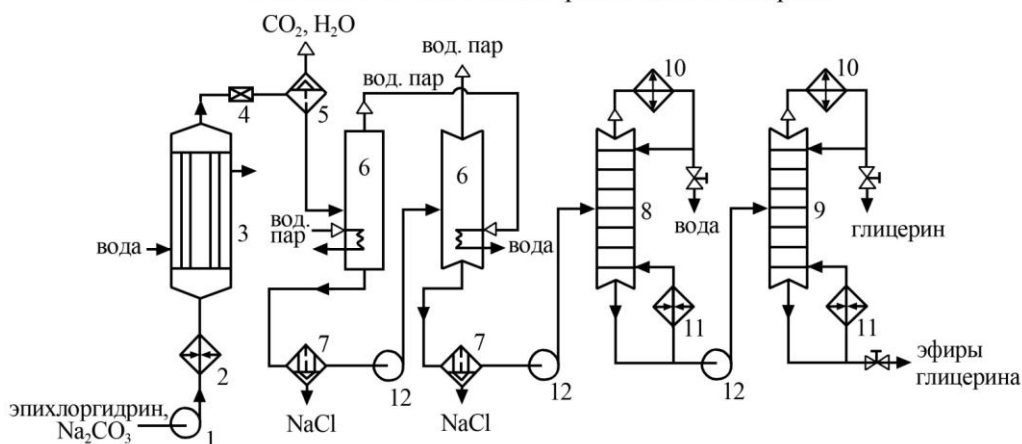 CO₂, H₂O
вод. пар
вод. пар
10
10
4
5
6
6
вода
3
вод.
пар
вода
8
вода
9
глицерин
2
7
7
11
11
12
12
12
эфиры
глицерина
эпихлоргидрин,
Na₂CO₃
1
NaCl
NaCl